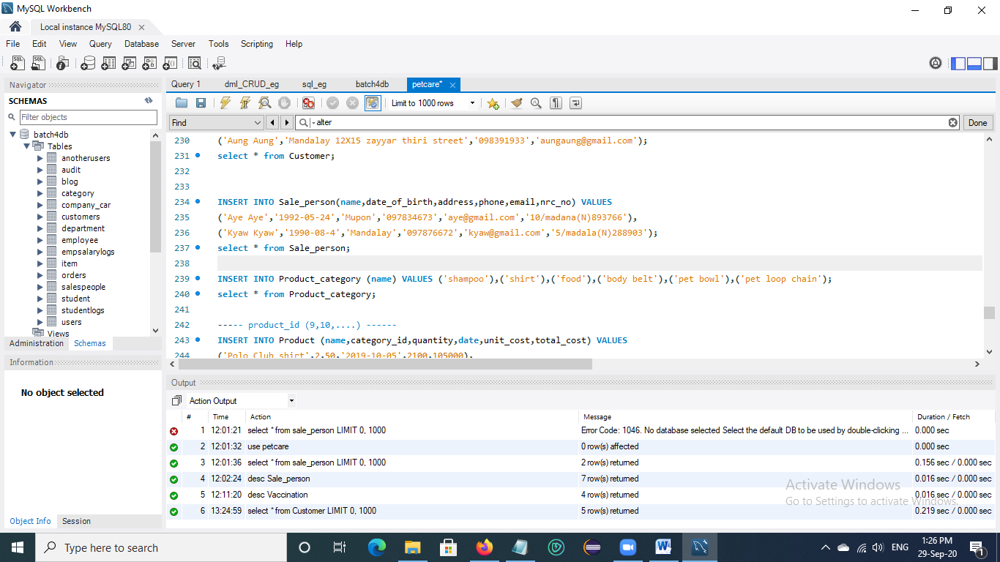 MySQL Workbench
Local instance MySQL80
File Edit View Query Database Server Tools Scripting Help
Navigator
SCHEMAS
Filter objects
batch4db
Tables
anotherusers
audit
blog
category
company_car
customers
department
employee
empsalarylogs
item
orders
salespeople
student
studentlogs
users
Views
Administration Schemas
Information
No object selected
Object Info Session
Query 1 dml_CRUD_eg sql_eg batch4db petcare*
Limit to 1000 rows
Find alter Done
230 ('Aung Aung','Mandalay 12X15 zayyar thiri street','098391933','aungaung@gmail.com');
231 select * from Customer;
232
233
234 INSERT INTO Sale_person(name,date_of_birth,address,phone,email,nrc_no) VALUES
235 ('Aye Aye','1992-05-24','Mupon','097834673','aye@gmail.com','10/madana(N)893766'),
236 ('Kyaw Kyaw','1990-08-4','Mandalay','097876672','kyaw@gmail.com','5/madala(N)288903');
237 select * from Sale_person;
238
239 INSERT INTO Product_category (name) VALUES ('shampoo'),('shirt'),('food'),('body belt'),('pet bowl'),('pet loop chain');
240 select * from Product_category;
241
242 ----- product_id (9,10,....) ------
243 INSERT INTO Product (name,category_id,quantity,date,unit_cost,total_cost) VALUES
244 ('Polo Club shirt',2,50,'2019-10-05',2100,105000),
Output
Action Output
# Time Action Message Duration / Fetch
1 12:01:21 select * from sale_person LIMIT 0, 1000 Error Code: 1046. No database selected Select the default DB to be used by double-clicking ... 0.000 sec
2 12:01:32 use petcare 0 row(s) affected 0.000 sec
3 12:01:36 select * from sale_person LIMIT 0, 1000 2 row(s) returned 0.156 sec / 0.000 sec
4 12:02:24 desc Sale_person 7 row(s) returned 0.016 sec / 0.000 sec
5 12:11:20 desc Vaccination 4 row(s) returned 0.016 sec / 0.000 sec
6 13:24:59 select * from Customer LIMIT 0, 1000 5 row(s) returned 0.219 sec / 0.000 sec
Activate Windows
Go to Settings to activate Windows.
Type here to search
ENG
1:26 PM
29-Sep-20
1